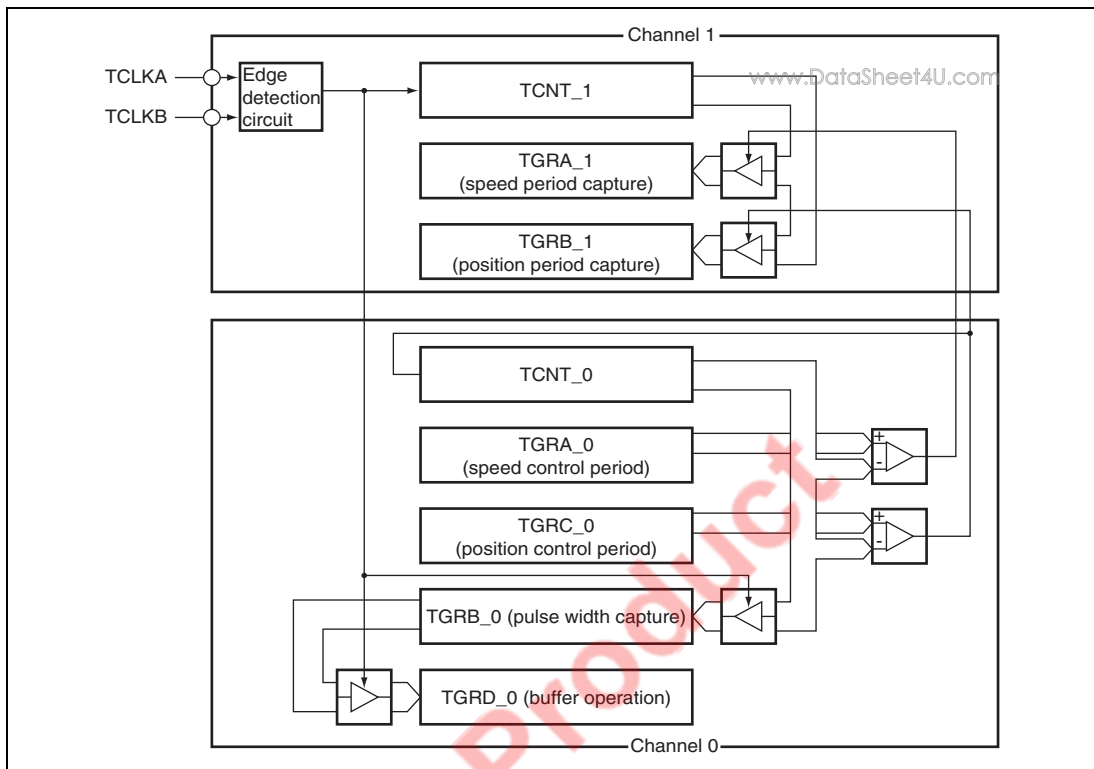 Channel 1
www.DataSheet4U.com
TCLKA
TCLKB
Edge
detection
circuit
TCNT_1
TGRA_1
(speed period capture)
TGRB_1
(position period capture)
TCNT_0
TGRA_0
(speed control period)
+
-
TGRC_0
(position control period)
+
-
TGRB_0 (pulse width capture)
TGRD_0 (buffer operation)
Channel 0
Product